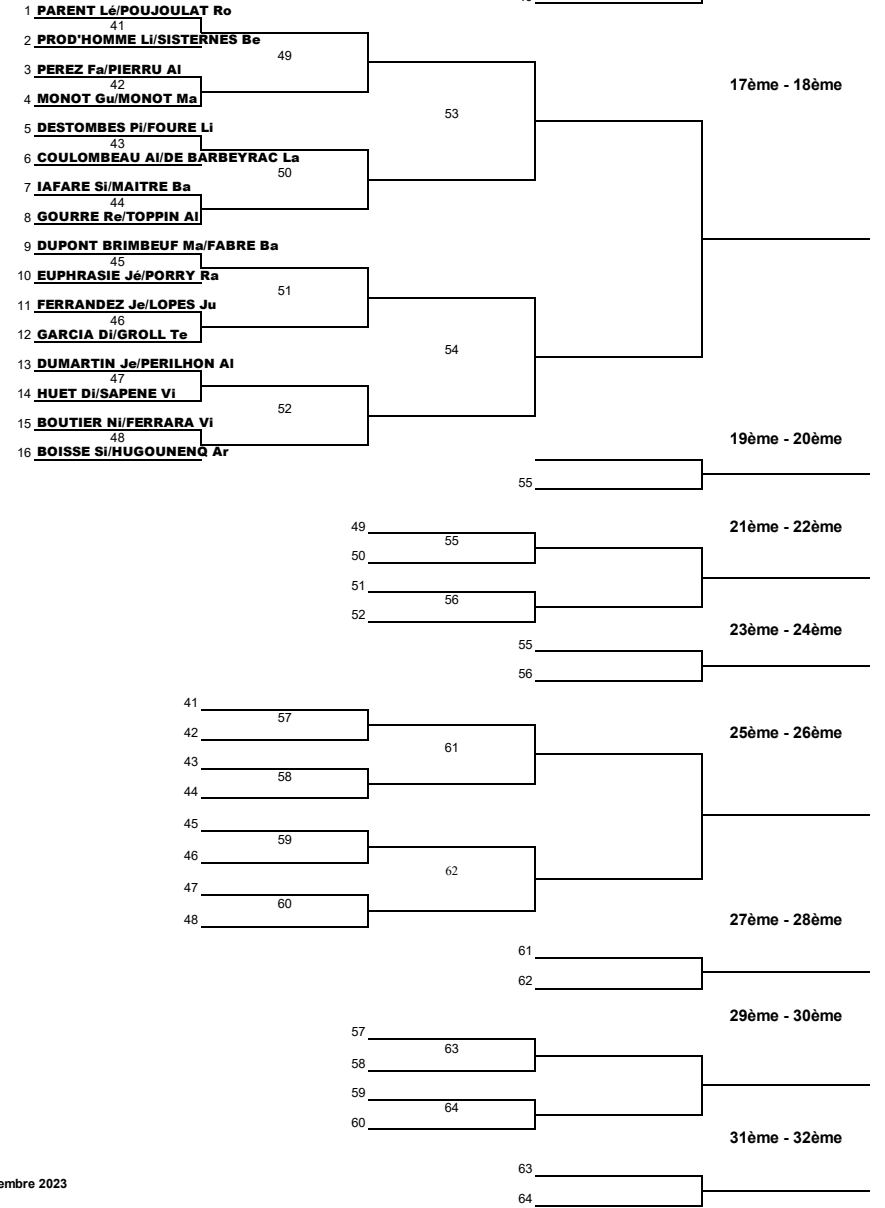 1 PARENT Lé/POUJOULAT Ro
41
2 PROD'HOMME Li/SISTERNES Be
49
3 PEREZ Fa/PIERRU Al
42
17ème - 18ème
4 MONOT Gu/MONOT Ma
53
5 DESTOMBES Pi/FOURE Li
43
6 COULOMBEAU Al/DE BARBEYRAC La
50
7 IAFARE Si/MAITRE Ba
44
8 GOURRE Re/TOPPIN Al
9 DUPONT BRIMBEUF Ma/FABRE Ba
45
10 EUPHRASIE Jé/PORRY Ra
51
11 FERRANDEZ Je/LOPES Ju
46
12 GARCIA Di/GROLL Te
54
13 DUMARTIN Je/PERILHON Al
47
14 HUET Di/SAPENE Vi
52
15 BOUTIER Ni/FERRARA Vi
48
19ème - 20ème
16 BOISSE Si/HUGOUNENQ Ar
55
49
21ème - 22ème
55
50
51
56
52
23ème - 24ème
55
56
41
57
42
25ème - 26ème
61
43
58
44
45
59
46
62
47
60
48
27ème - 28ème
61
62
29ème - 30ème
57
63
58
59
64
60
31ème - 32ème
63
embre 2023
64